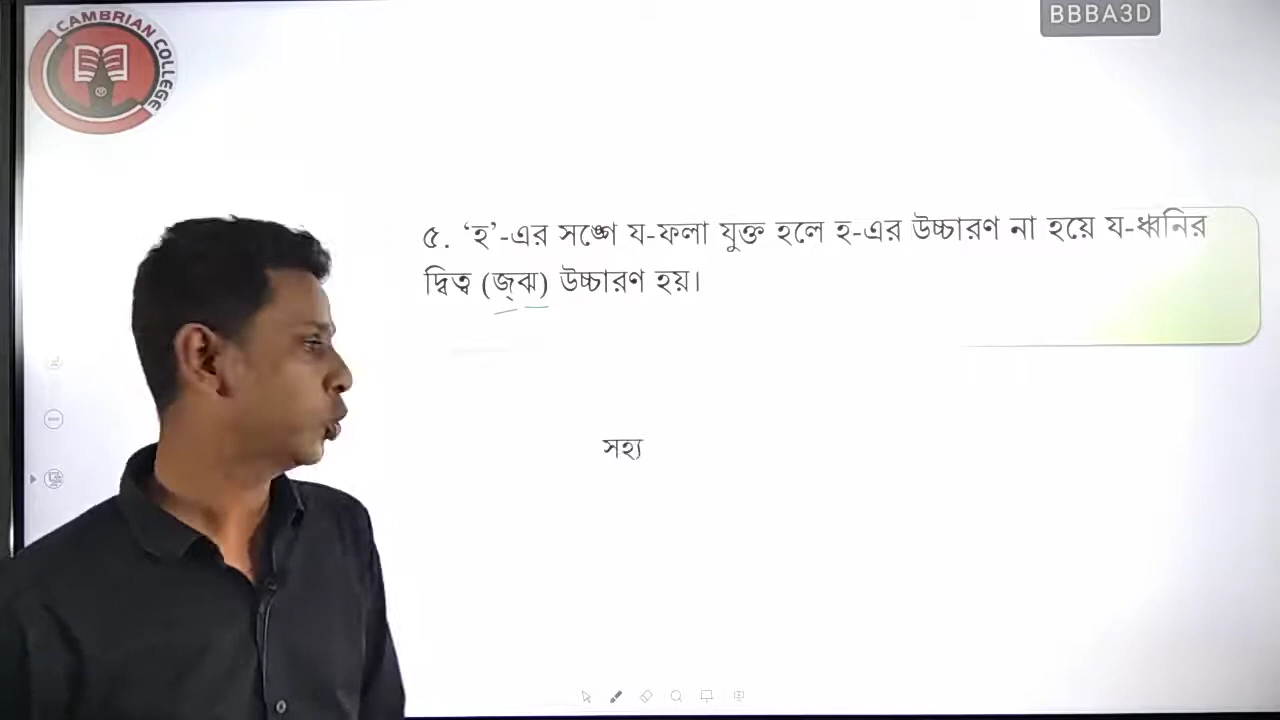 CAMBRIAN COLLEGE
BBBA3D
৫. ‘হ’-এর সঙ্গে য-ফলা যুক্ত হলে হ-এর উচ্চারণ না হয়ে য-ধ্বনির
দ্বিত্ব (জ্ঝ) উচ্চারণ হয়।
সহ্য